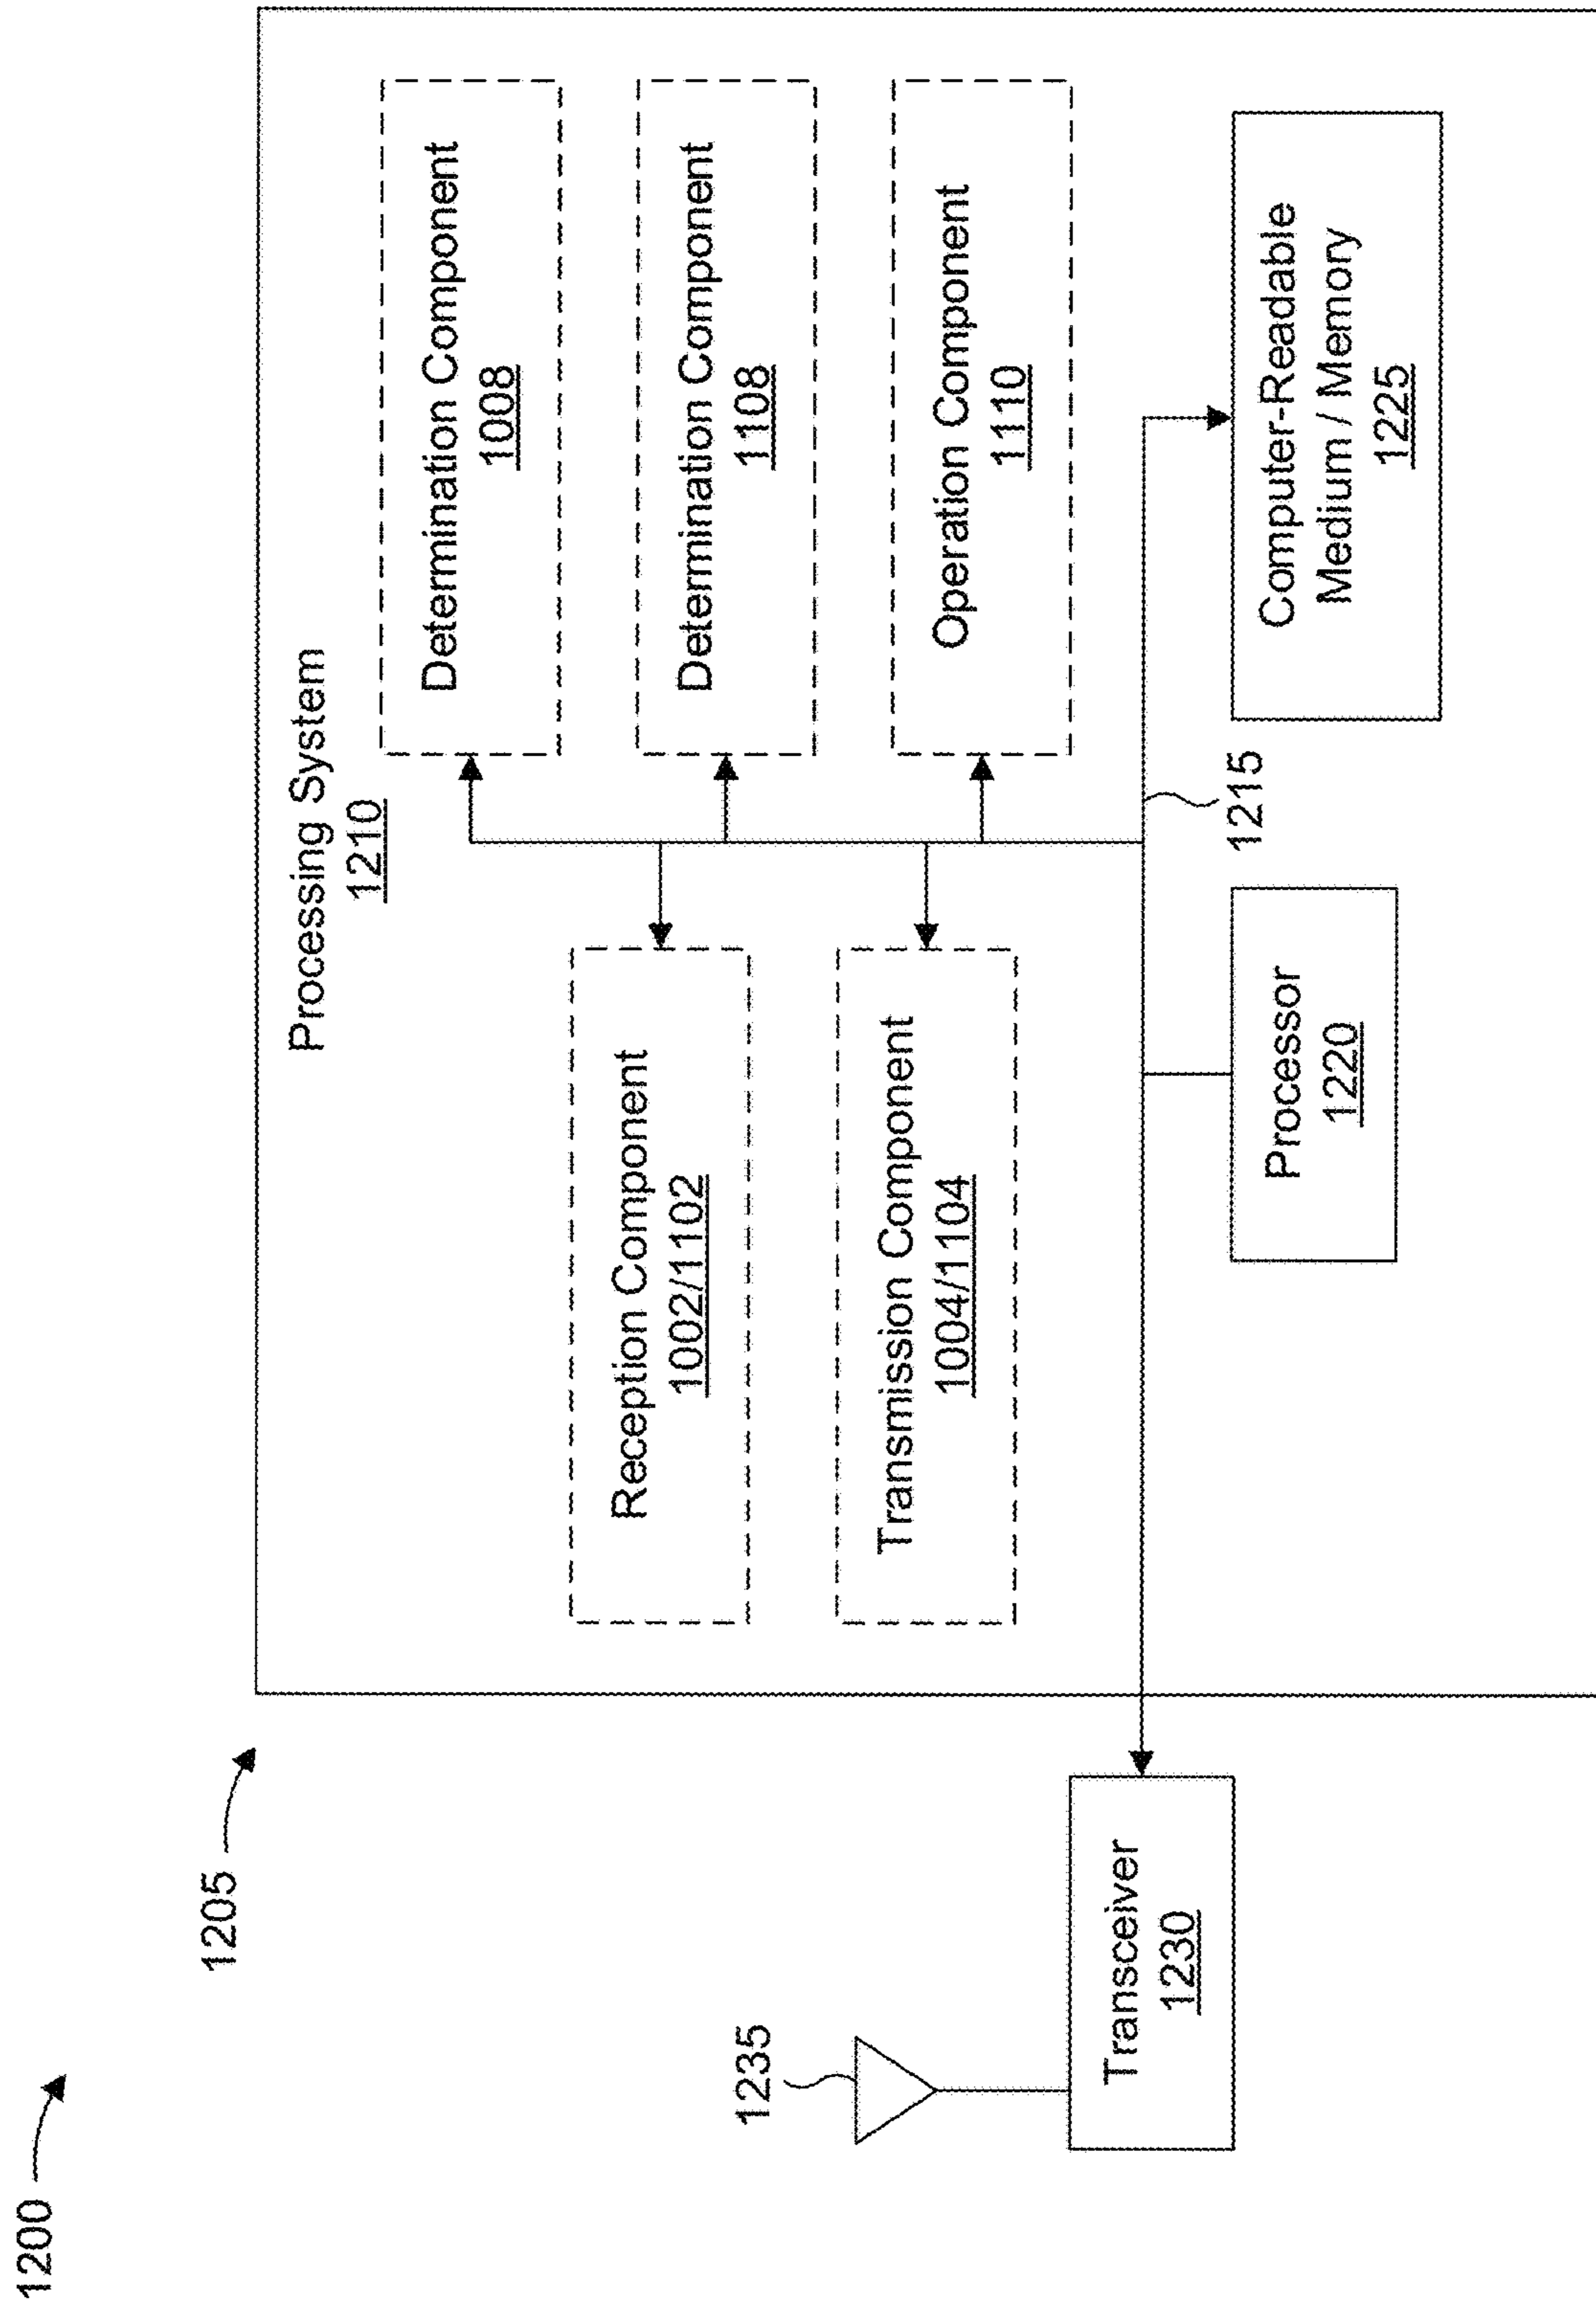 1200
1205
Processing System
1210
Reception Component
1002/1102
Determination Component
1008
Determination Component
1108
Transmission Component
1004/1104
Operation Component
1110
1235
Transceiver
1230
Processor
1220
1215
Computer-Readable
Medium / Memory
1225